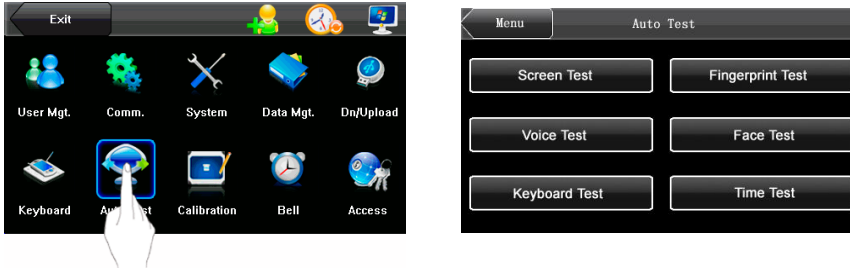 Exit
User Mgt. Comm. System Data Mgt. Dn/Upload
Keyboard Calibration Bell Access
Menu Auto Test
Screen Test Fingerprint Test
Voice Test Face Test
Keyboard Test Time Test